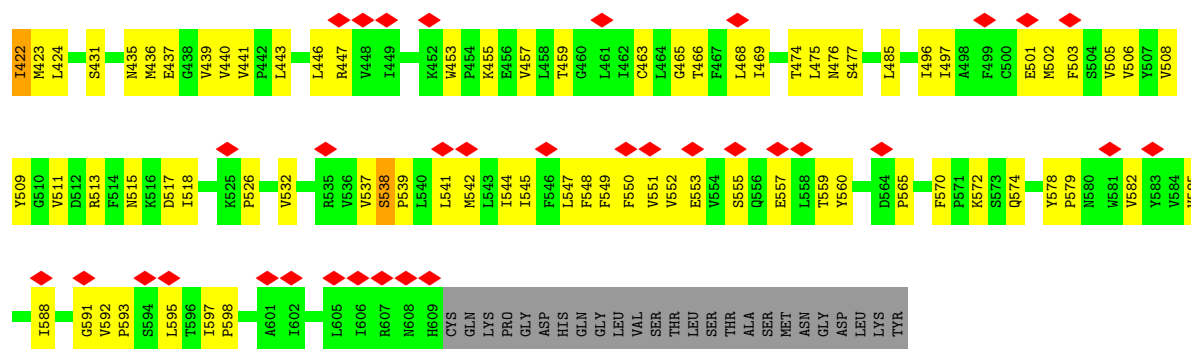 I422 M423 L424 S431 N435 M436 E437 G438 V439 V440 V441 P442 L443 L446 R447 V448 I449 K452 W453 P454 K455 E456 V457 L458 T459 G460 L461 I462 C463 L464 G465 T466 F467 L468 I469 T474 L475 N476 S477 L485 I496 I497 A498 F499 C500 E501 M502 F503 S504 V505 V506 Y507 V508
Y509 G510 V511 D512 R513 F514 N515 K516 D517 I518 K525 P526 V532 R535 V536 V537 S538 P539 L540 L541 M542 L543 I544 I545 F546 L547 F548 F549 F550 V551 V552 E553 V554 S555 Q556 E557 L558 T559 Y560 D564 P565 F570 P571 K572 S573 Q574 Y578 P579 N580 W581 V582 Y583 V584
I588 G591 V592 P593 S594 L595 T596 I597 P598 A601 I602 L605 I606 R607 N608 H609 CYS GLN LYS PRO GLY ASP HIS GLN GLY LEU VAL SER THR LEU SER THR ALA SER MET ASN GLY ASP LEU LYS TYR